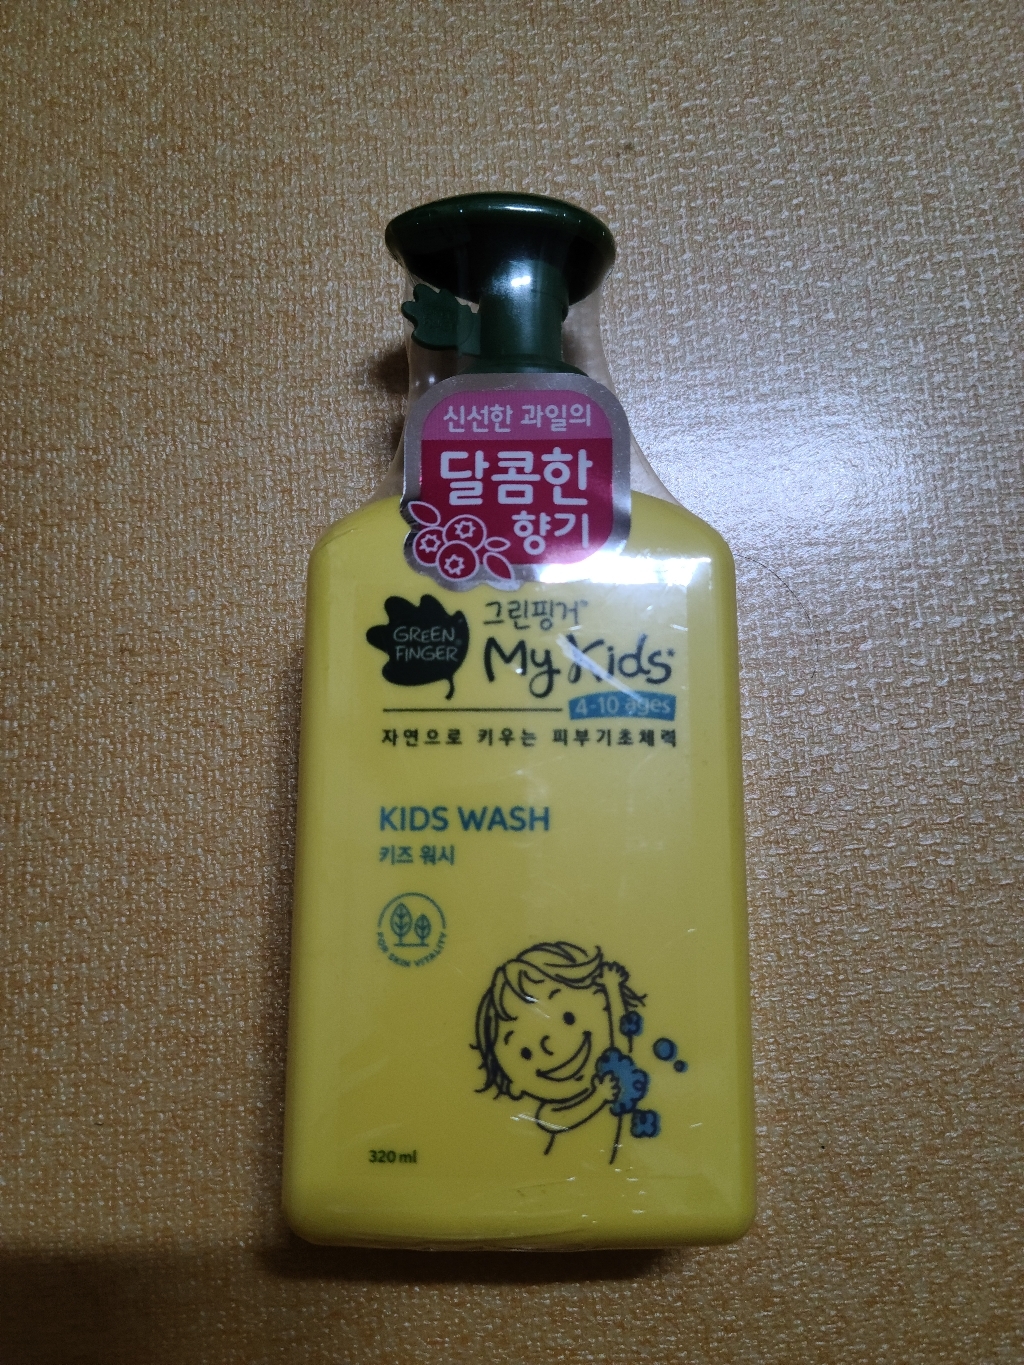 신선한 과일의
달콤한
향기
GREEN
FINGER
그린핑거
My Kids
4-10 ages
자연으로 키우는 피부기초체력
KIDS WASH
키즈 워시
FOR SKIN VITALITY
320 ml